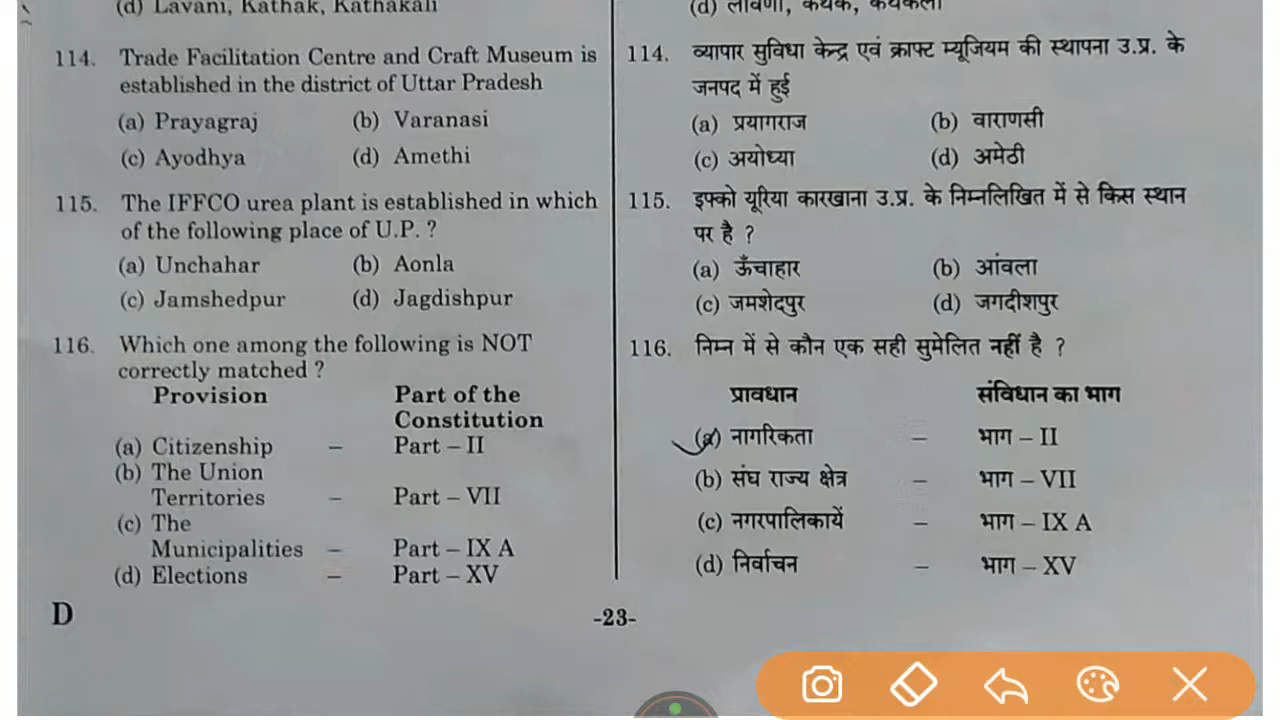 (d) Lavani, Kathak, Kathakali
114. Trade Facilitation Centre and Craft Museum is
established in the district of Uttar Pradesh
(a) Prayagraj (b) Varanasi
(c) Ayodhya (d) Amethi
115. The IFFCO urea plant is established in which
of the following place of U.P. ?
(a) Unchahar (b) Aonla
(c) Jamshedpur (d) Jagdishpur
116. Which one among the following is NOT
correctly matched ?
Provision Part of the
Constitution
(a) Citizenship – Part – II
(b) The Union
Territories – Part – VII
(c) The
Municipalities – Part – IX A
(d) Elections – Part – XV
(d) लावणी, कथक, कथकली
114. व्यापार सुविधा केन्द्र एवं क्राफ्ट म्यूजियम की स्थापना उ.प्र. के
जनपद में हुई
(a) प्रयागराज (b) वाराणसी
(c) अयोध्या (d) अमेठी
115. इफ्को यूरिया कारखाना उ.प्र. के निम्नलिखित में से किस स्थान
पर है ?
(a) ऊँचाहार (b) आंवला
(c) जमशेदपुर (d) जगदीशपुर
116. निम्न में से कौन एक सही सुमेलित नहीं है ?
प्रावधान संविधान का भाग
(a) नागरिकता – भाग – II
(b) संघ राज्य क्षेत्र – भाग – VII
(c) नगरपालिकायें – भाग – IX A
(d) निर्वाचन – भाग – XV
D -23-